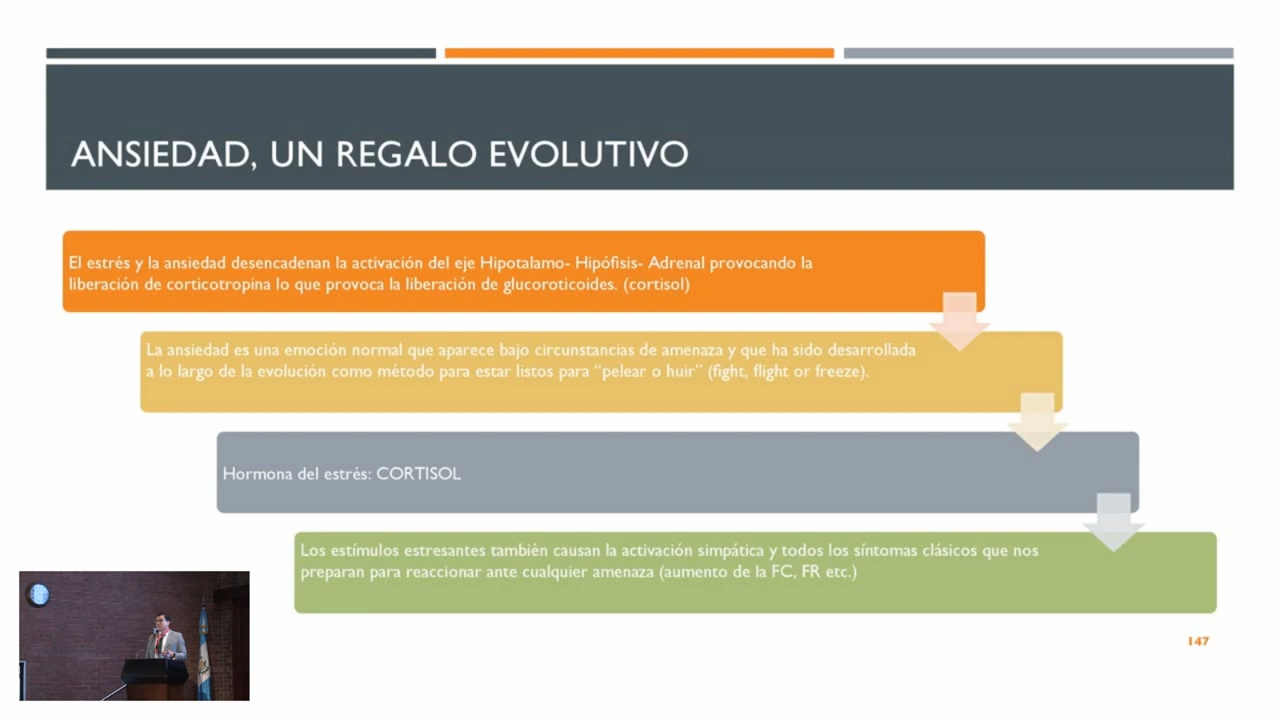 ANSIEDAD, UN REGALO EVOLUTIVO
El estrés y la ansiedad desencadenan la activación del eje Hipotalamo- Hipófisis- Adrenal provocando la
liberación de corticotropina lo que provoca la liberación de glucoroticoides. (cortisol)
La ansiedad es una emoción normal que aparece bajo circunstancias de amenaza y que ha sido desarrollada
a lo largo de la evolución como método para estar listos para “pelear o huir” (fight, flight or freeze).
Hormona del estrés: CORTISOL
Los estímulos estresantes también causan la activación simpática y todos los síntomas clásicos que nos
preparan para reaccionar ante cualquier amenaza (aumento de la FC, FR etc.)
147